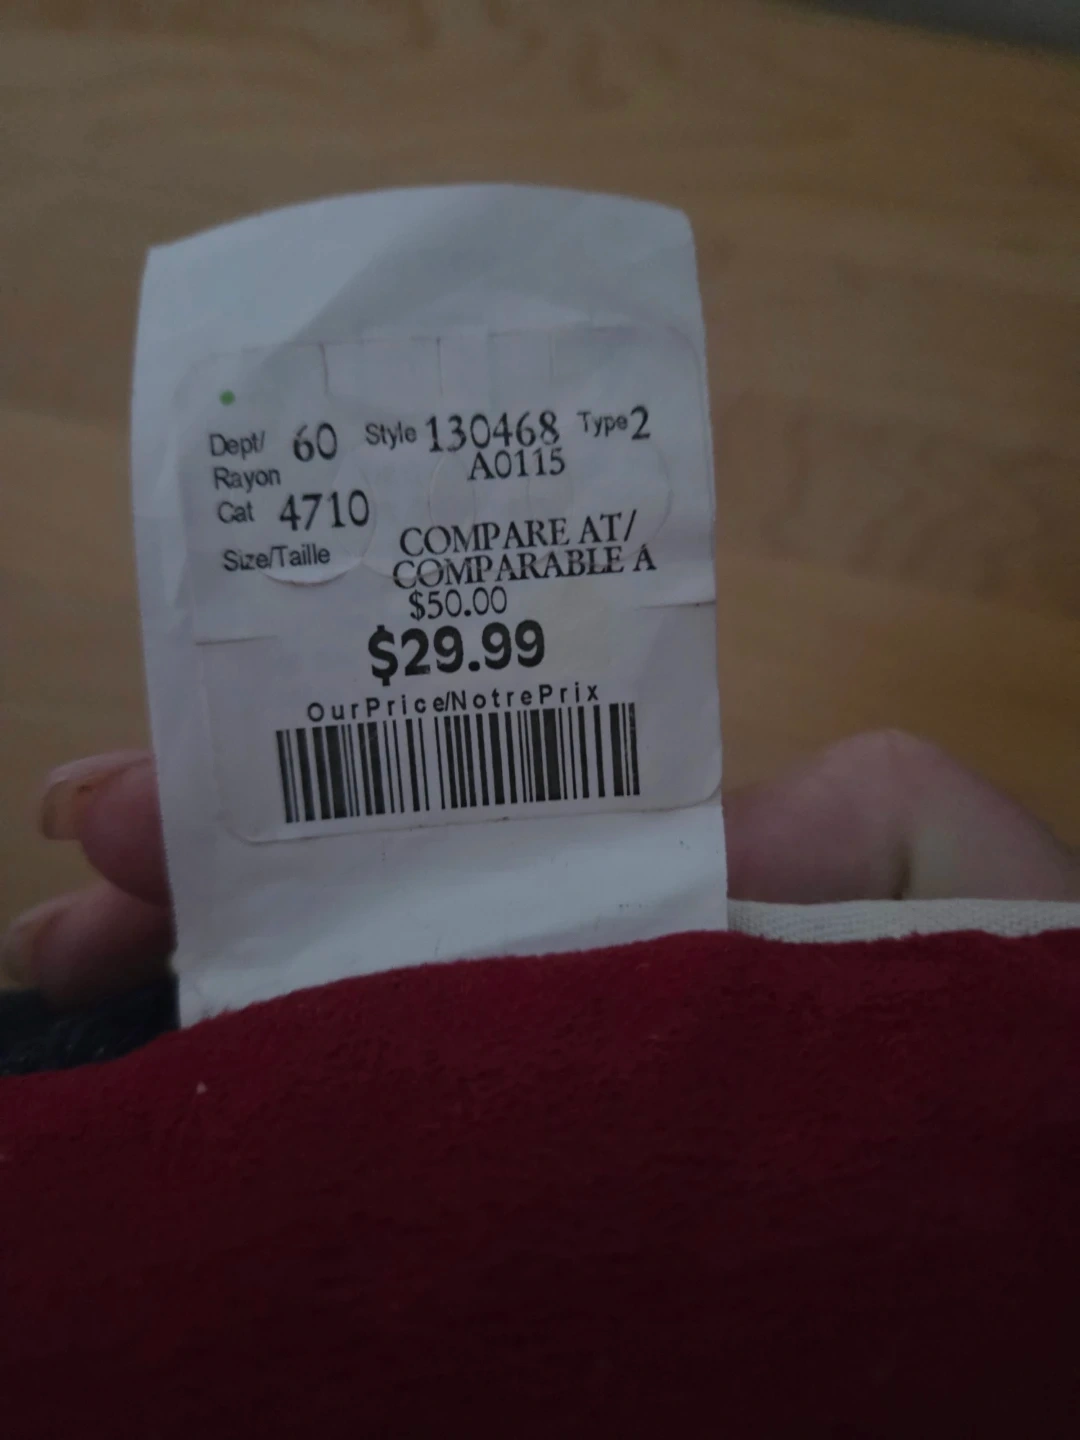 Dept/ 60 Style 130468 Type 2
Rayon A0115
Cat 4710
Size/Taille
COMPARE AT/
COMPARABLE À
$50.00
$29.99
OurPrice/NotrePrix